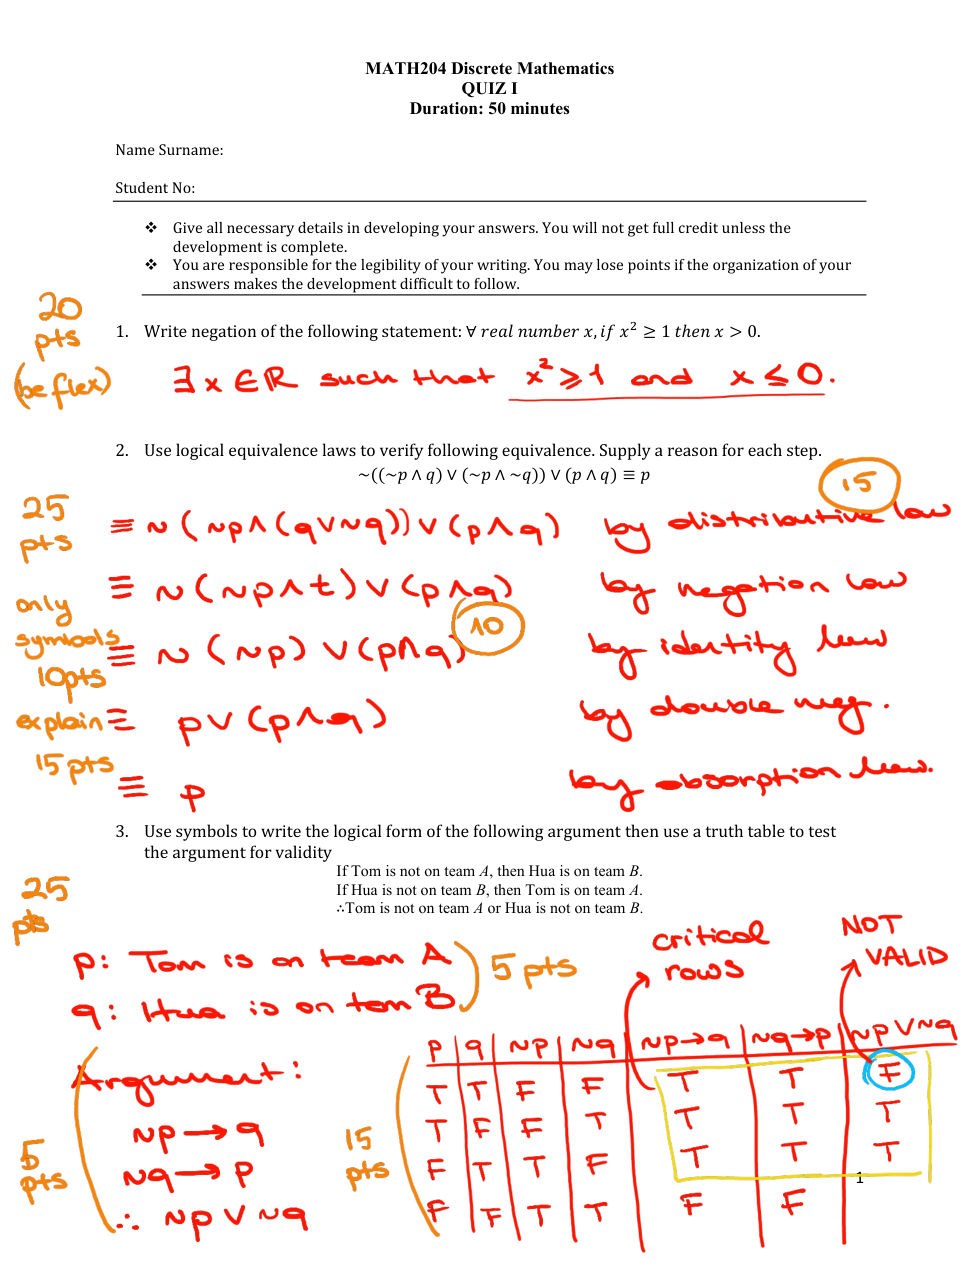 MATH204 Discrete Mathematics
QUIZ I
Duration: 50 minutes
Name Surname:
Student No:
❖ Give all necessary details in developing your answers. You will not get full credit unless the
development is complete.
❖ You are responsible for the legibility of your writing. You may lose points if the organization of your
answers makes the development difficult to follow.
20
pts
(be flex)
1. Write negation of the following statement: ∀ real number x, if x² ≥ 1 then x > 0.
∃x ∈ ℝ such that x² ≥ 1 and x ≤ 0.
2. Use logical equivalence laws to verify following equivalence. Supply a reason for each step.
~((~p ∧ q) ∨ (~p ∧ ~q)) ∨ (p ∧ q) ≡ p
15
25
pts
≡ ~(~p∧(q∨~q))∨(p∧q) by distributive law
≡ ~(~p∧t)∨(p∧q) by negation law
only
symbols
10pts
10
≡ ~(~p)∨(p∧q) by identity law
explain
15 pts
≡ p∨(p∧q) by double neg.
≡ p by absorption law.
3. Use symbols to write the logical form of the following argument then use a truth table to test
the argument for validity
If Tom is not on team A, then Hua is on team B.
If Hua is not on team B, then Tom is on team A.
∴Tom is not on team A or Hua is not on team B.
25
pts
p: Tom is on team A
q: Hua is on tem B
5 pts
critical
rows
NOT
VALID
Argument:
~p→q
~q→p
∴ ~p∨~q
5
pts
15
pts
p q ~p ~q ~p→q ~q→p ~p∨~q
T T F F T T F
T F F T T T T
F T T F T T T
F F T T F F
1